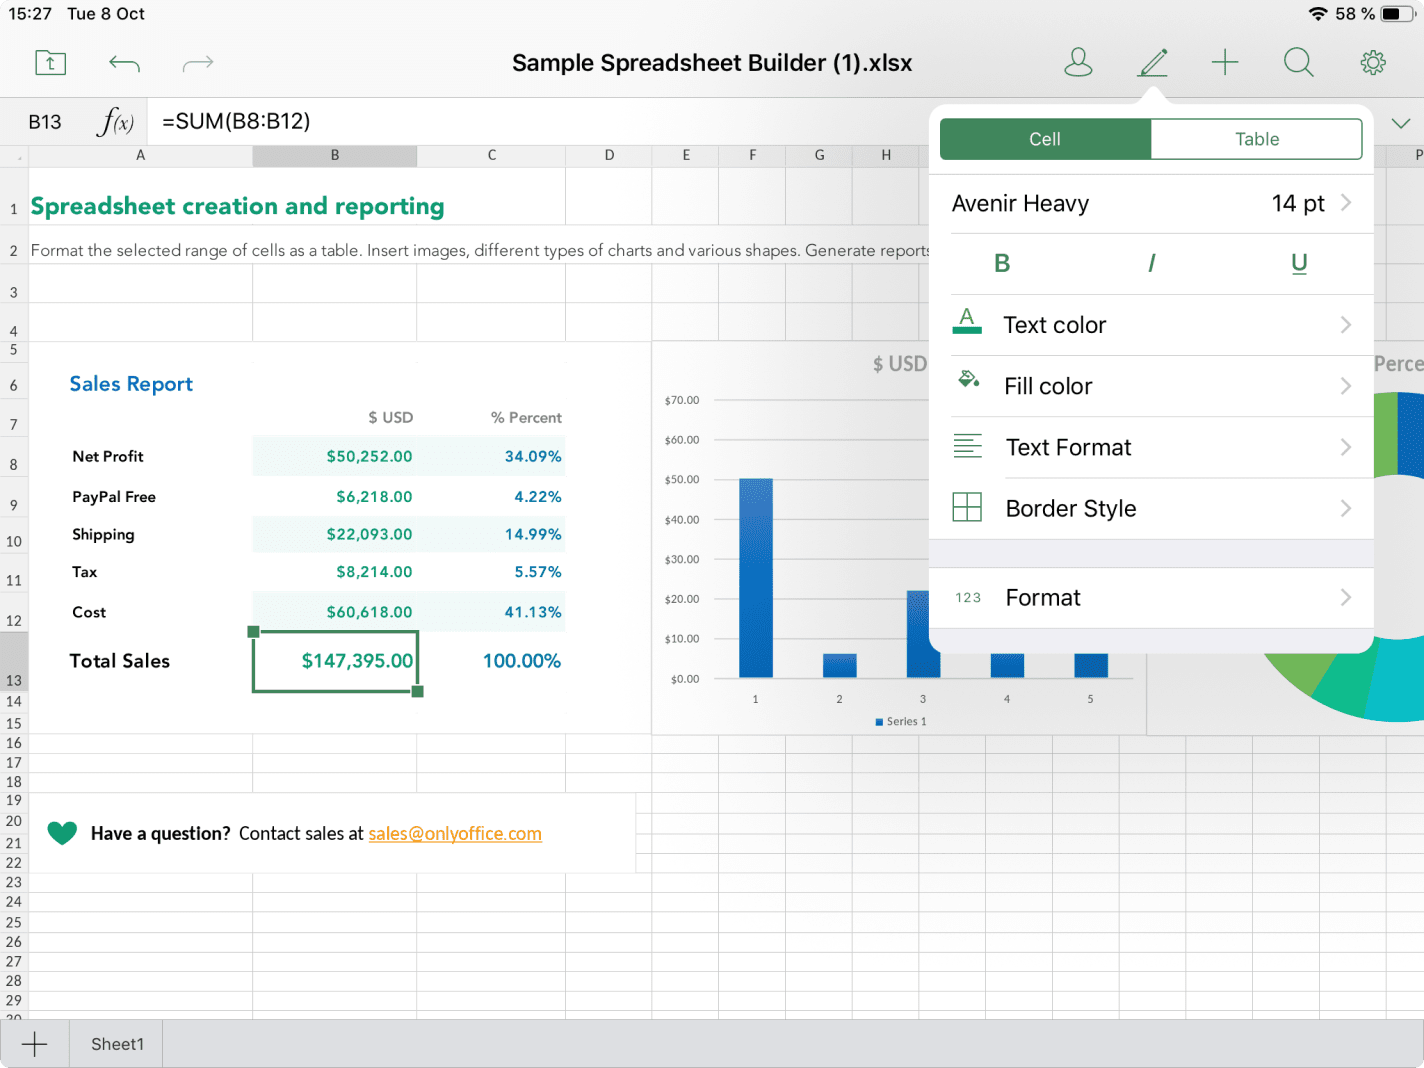 15:27 Tue 8 Oct 58 %
Sample Spreadsheet Builder (1).xlsx
B13 f(x) =SUM(B8:B12)
A B C D E F G H P
Cell Table
Avenir Heavy 14 pt
B I U
A Text color
Fill color
Text Format
Border Style
123 Format
1 Spreadsheet creation and reporting
2 Format the selected range of cells as a table. Insert images, different types of charts and various shapes. Generate reports
3
4
5
6 Sales Report
7 $ USD % Percent
8 Net Profit $50,252.00 34.09%
9 PayPal Free $6,218.00 4.22%
10 Shipping $22,093.00 14.99%
11 Tax $8,214.00 5.57%
12 Cost $60,618.00 41.13%
13 Total Sales $147,395.00 100.00%
14
15
$ USD
$70.00
$60.00
$50.00
$40.00
$30.00
$20.00
$10.00
$0.00
1 2 3 4 5
Series 1
Perce
16
17
18
19
20
21 Have a question? Contact sales at sales@onlyoffice.com
22
23
24
25
26
27
28
29
30
Sheet1